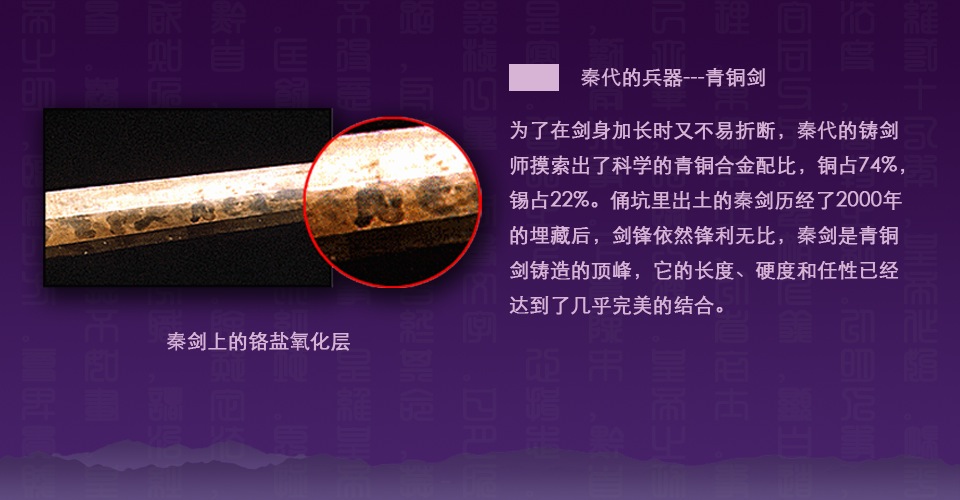 秦代的兵器---青铜剑
为了在剑身加长时又不易折断，秦代的铸剑
师摸索出了科学的青铜合金配比，铜占74%，
锡占22%。俑坑里出土的秦剑历经了2000年
的埋藏后，剑锋依然锋利无比，秦剑是青铜
剑铸造的顶峰，它的长度、硬度和任性已经
达到了几乎完美的结合。
秦剑上的铬盐氧化层